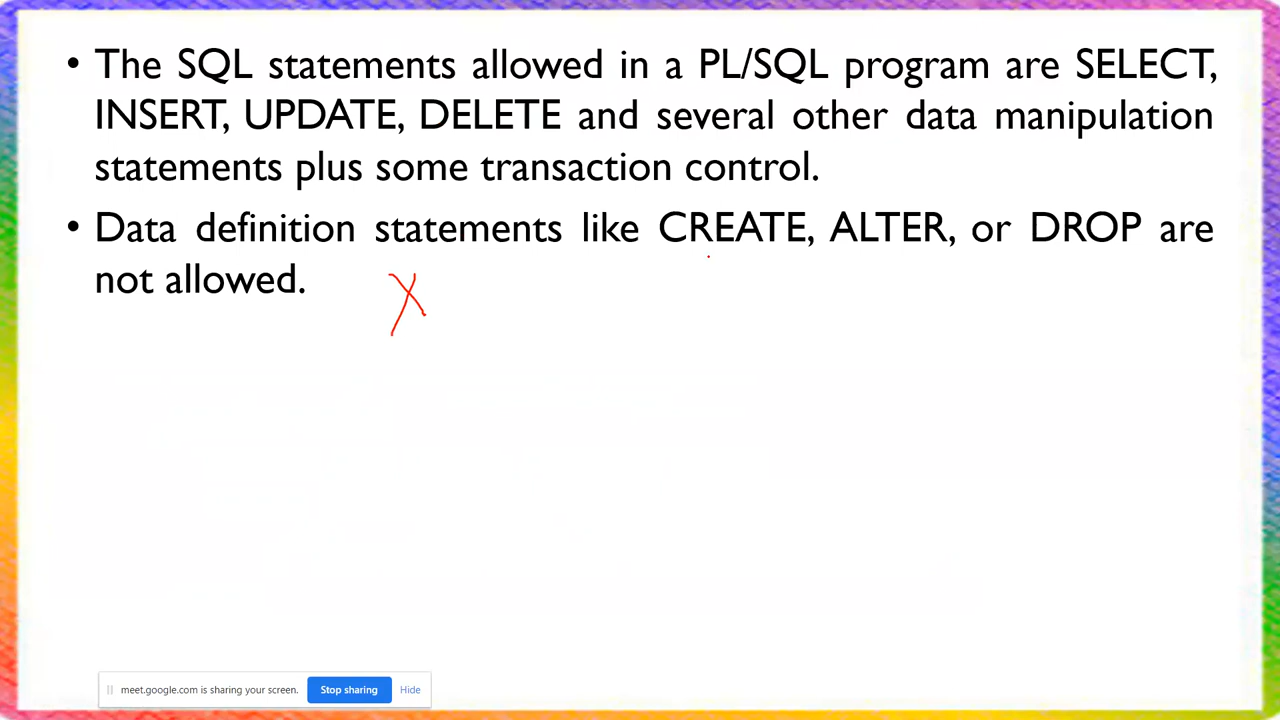 • The SQL statements allowed in a PL/SQL program are SELECT,
INSERT, UPDATE, DELETE and several other data manipulation
statements plus some transaction control.
• Data definition statements like CREATE, ALTER, or DROP are
not allowed.
X
meet.google.com is sharing your screen. Stop sharing Hide